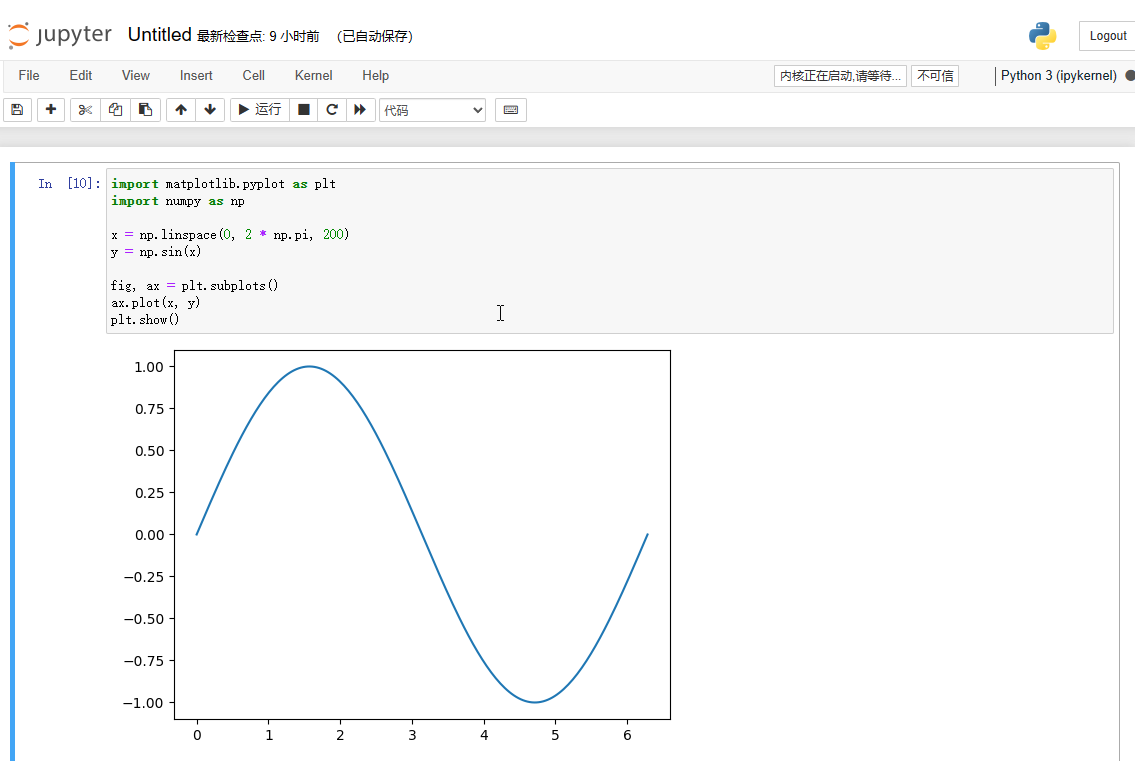 jupyter Untitled 最新检查点: 9 小时前 (已自动保存) Logout
File Edit View Insert Cell Kernel Help 内核正在启动,请等待... 不可信 Python 3 (ipykernel)
运行 代码
In [10]: import matplotlib.pyplot as plt
import numpy as np
x = np.linspace(0, 2 * np.pi, 200)
y = np.sin(x)
fig, ax = plt.subplots()
ax.plot(x, y)
plt.show()
1.00
0.75
0.50
0.25
0.00
−0.25
−0.50
−0.75
−1.00
0 1 2 3 4 5 6